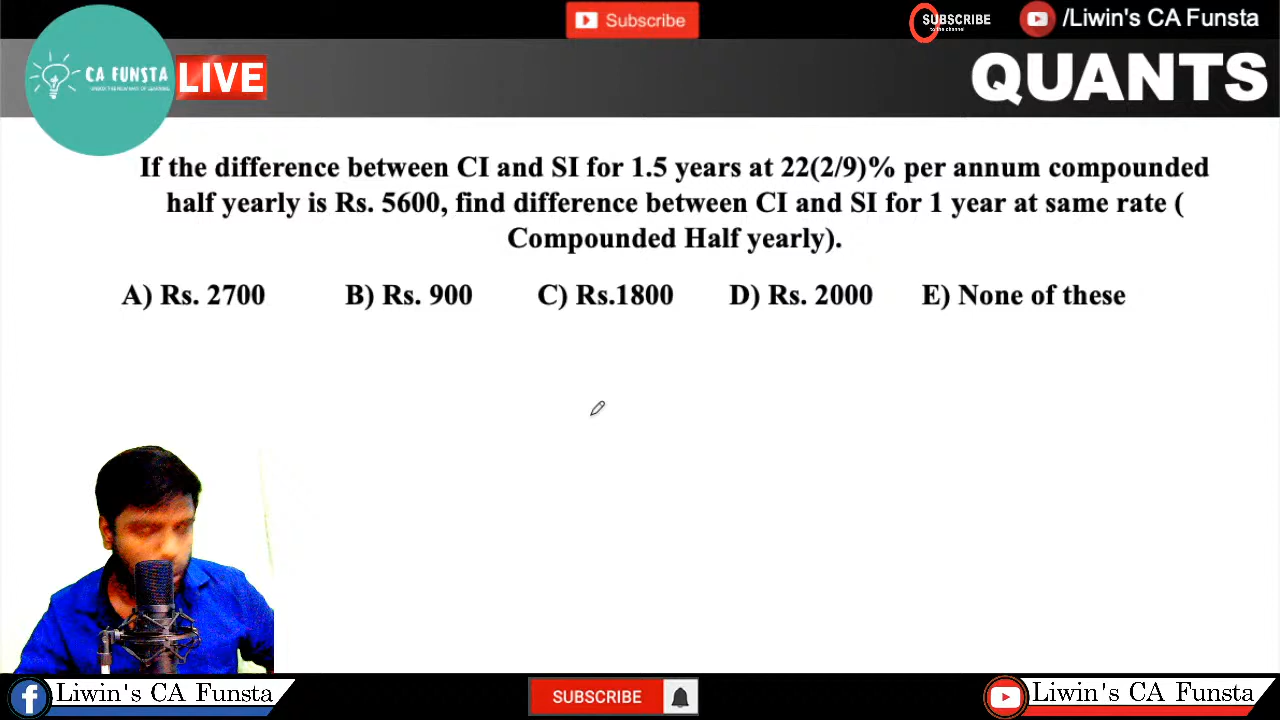 Subscribe
SUBSCRIBE
to the channel
/Liwin's CA Funsta
CA FUNSTA
LIVE
QUANTS
If the difference between CI and SI for 1.5 years at 22(2/9)% per annum compounded
half yearly is Rs. 5600, find difference between CI and SI for 1 year at same rate (
Compounded Half yearly).
A) Rs. 2700 B) Rs. 900 C) Rs.1800 D) Rs. 2000 E) None of these
Liwin's CA Funsta
SUBSCRIBE
Liwin's CA Funsta